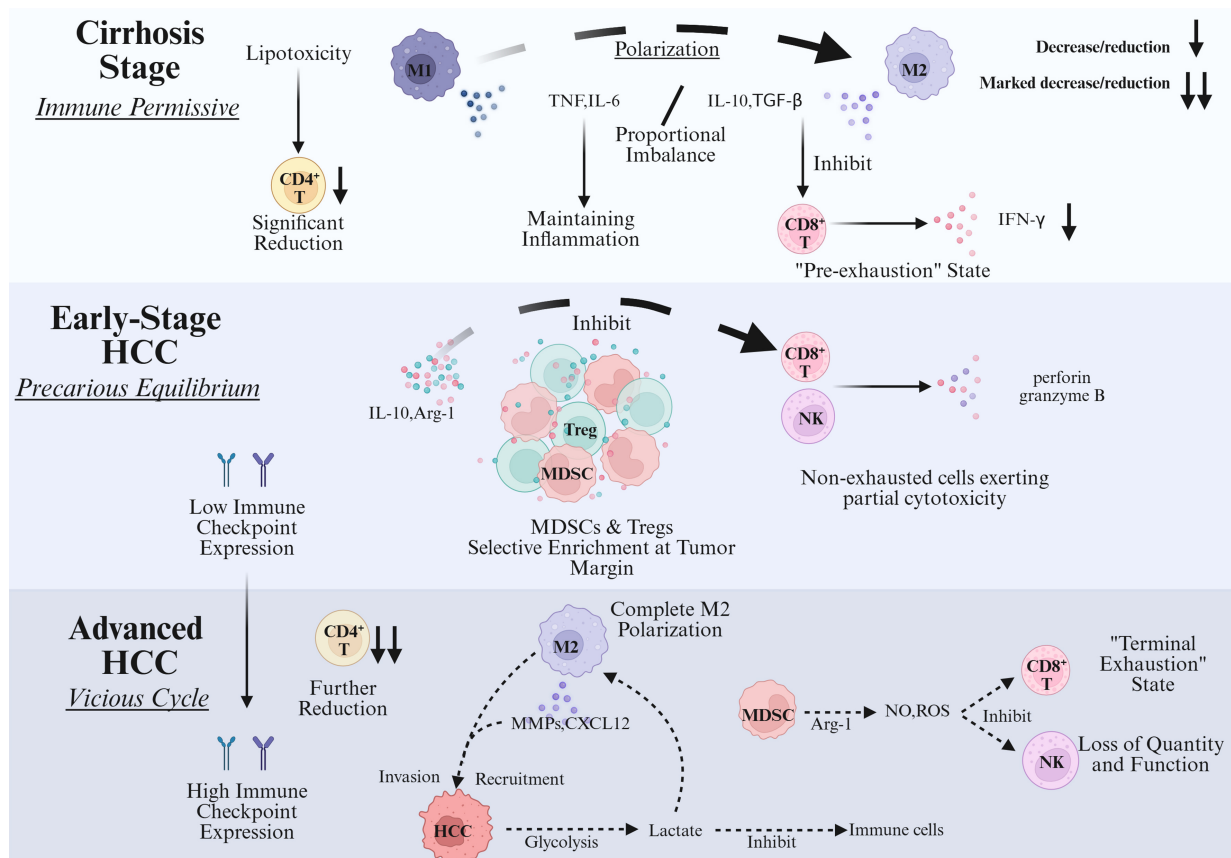 Cirrhosis
Stage
Immune Permissive
Lipotoxicity
CD4⁺
T
Significant
Reduction
M1
Polarization
M2
TNF,IL-6
Proportional
Imbalance
IL-10,TGF-β
Maintaining
Inflammation
Inhibit
CD8⁺
T
"Pre-exhaustion" State
IFN-γ
Decrease/reduction
Marked decrease/reduction
Early-Stage
HCC
Precarious Equilibrium
IL-10,Arg-1
Inhibit
Treg
MDSC
MDSCs & Tregs
Selective Enrichment at Tumor
Margin
CD8⁺
T
NK
perforin
granzyme B
Non-exhausted cells exerting
partial cytotoxicity
Low Immune
Checkpoint
Expression
Advanced
HCC
Vicious Cycle
CD4⁺
T
Further
Reduction
High Immune
Checkpoint
Expression
Complete M2
Polarization
M2
MMPs,CXCL12
Invasion
Recruitment
HCC
Glycolysis
Lactate
Inhibit
Immune cells
MDSC
Arg-1
NO,ROS
Inhibit
CD8⁺
T
"Terminal
Exhaustion"
State
NK
Loss of Quantity
and Function